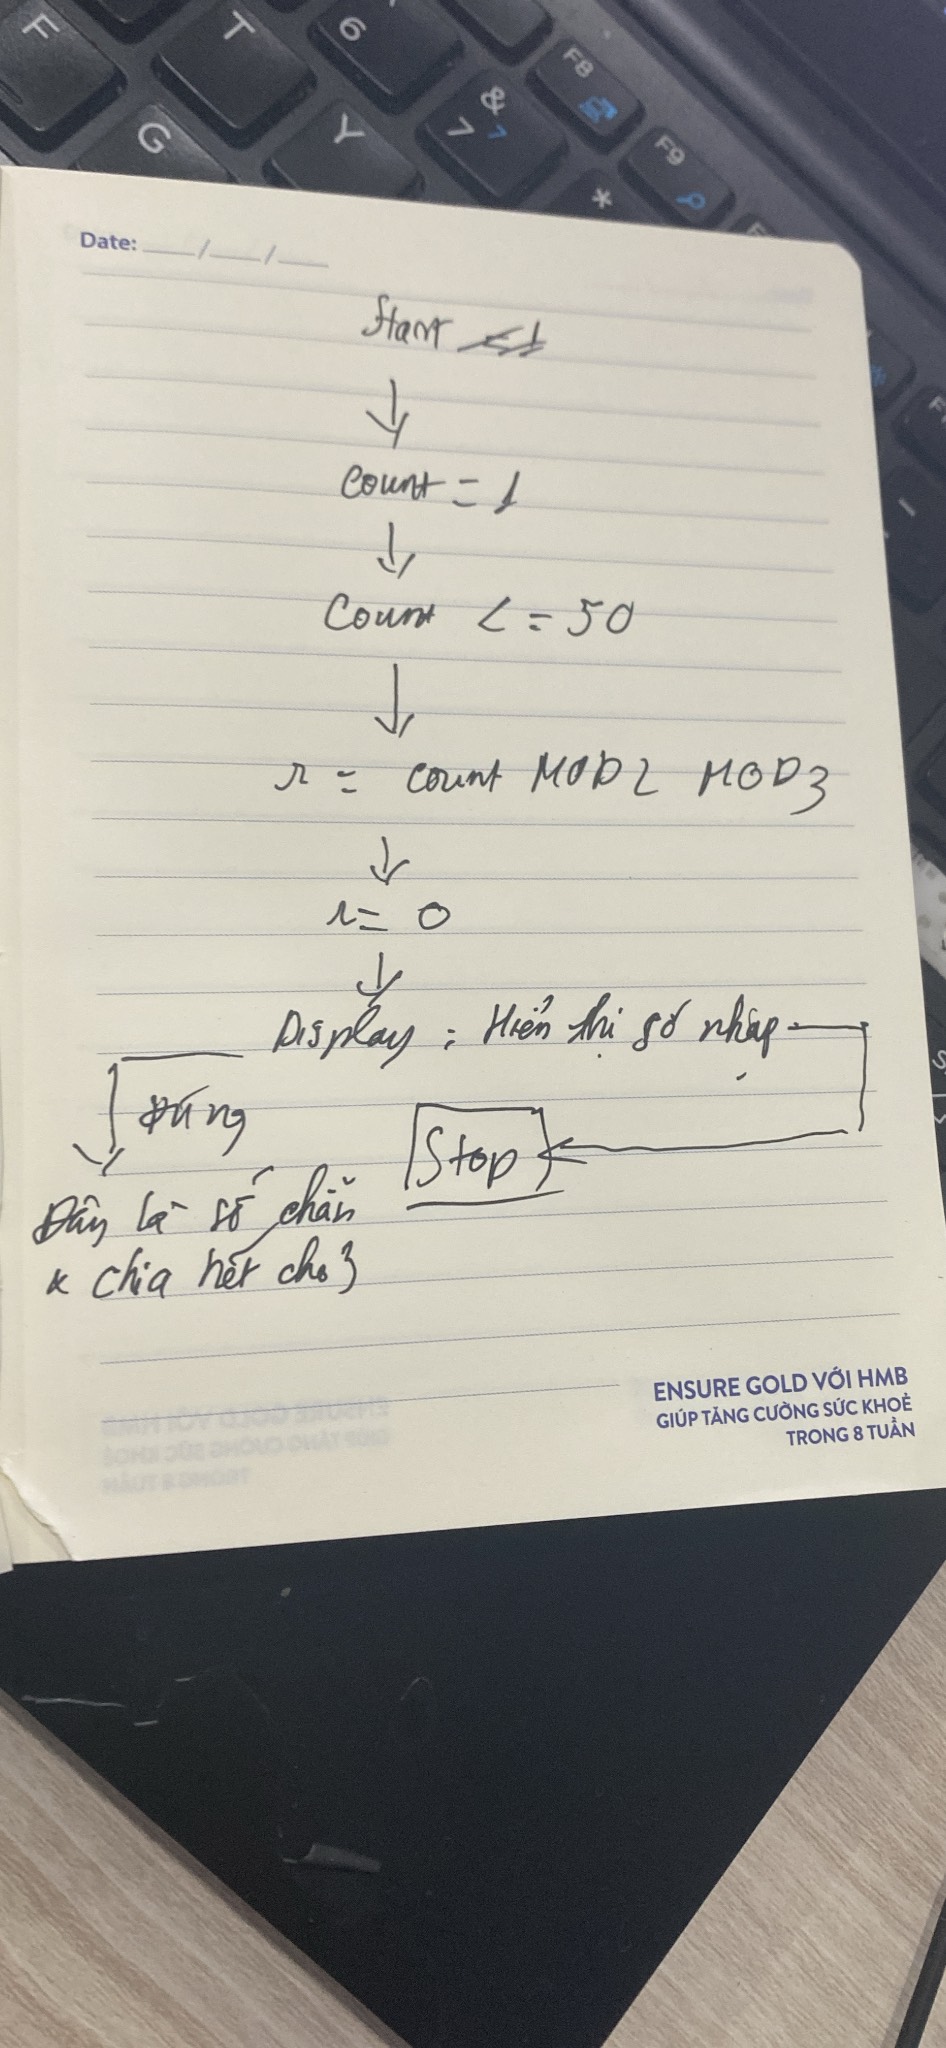 F
T
6
G
Y
&
7
7
F8
F9
*
Date: ___/___/___
Start
Count = 1
Count <= 50
r = count MOD2 MOD3
r = 0
Display : Hiển thị số nhập
Đúng
Stop
Đây là số chẵn
x chia hết cho 3
ENSURE GOLD VỚI HMB
GIÚP TĂNG CƯỜNG SỨC KHOẺ
TRONG 8 TUẦN